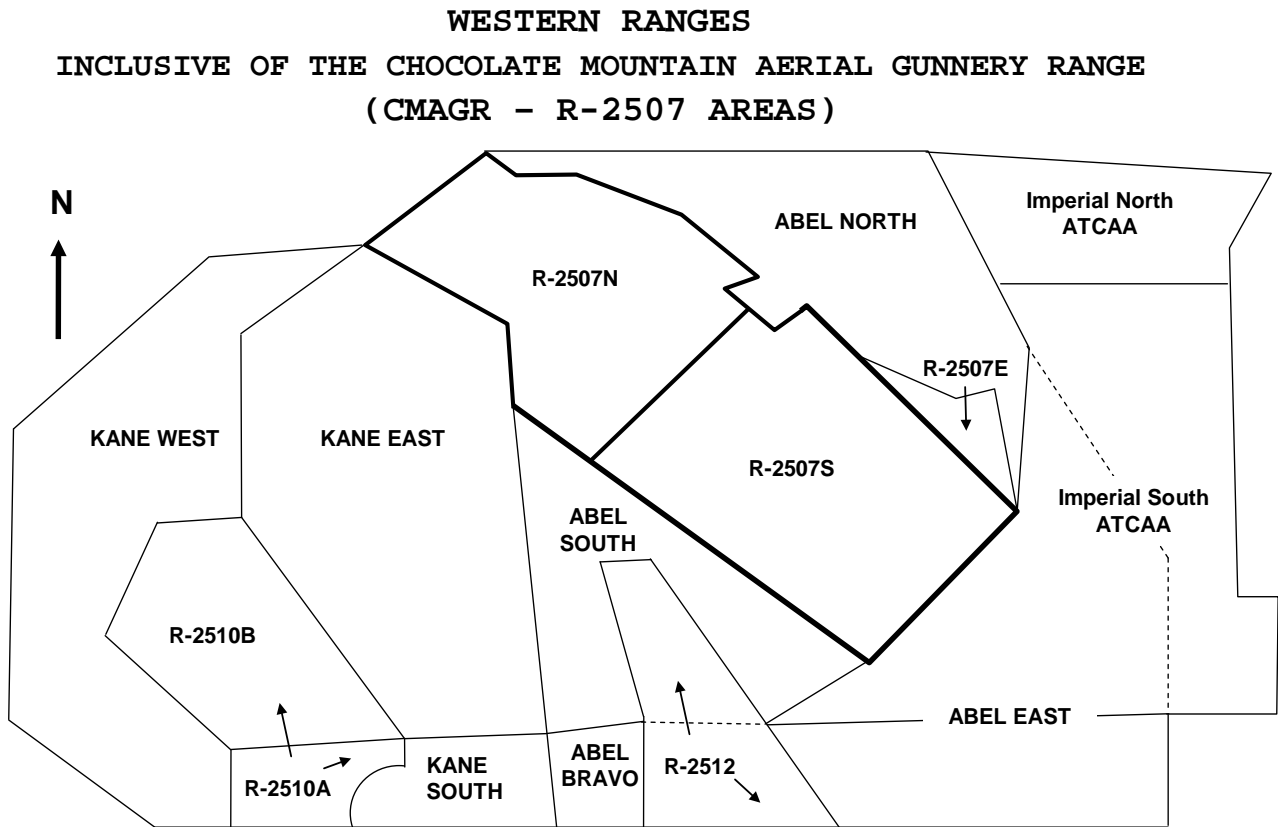 WESTERN RANGES
INCLUSIVE OF THE CHOCOLATE MOUNTAIN AERIAL GUNNERY RANGE
(CMAGR – R-2507 AREAS)
N
Imperial North
ATCAA
ABEL NORTH
R-2507N
R-2507E
KANE WEST
KANE EAST
R-2507S
Imperial South
ATCAA
ABEL
SOUTH
R-2510B
ABEL EAST
ABEL
BRAVO
R-2512
KANE
SOUTH
R-2510A